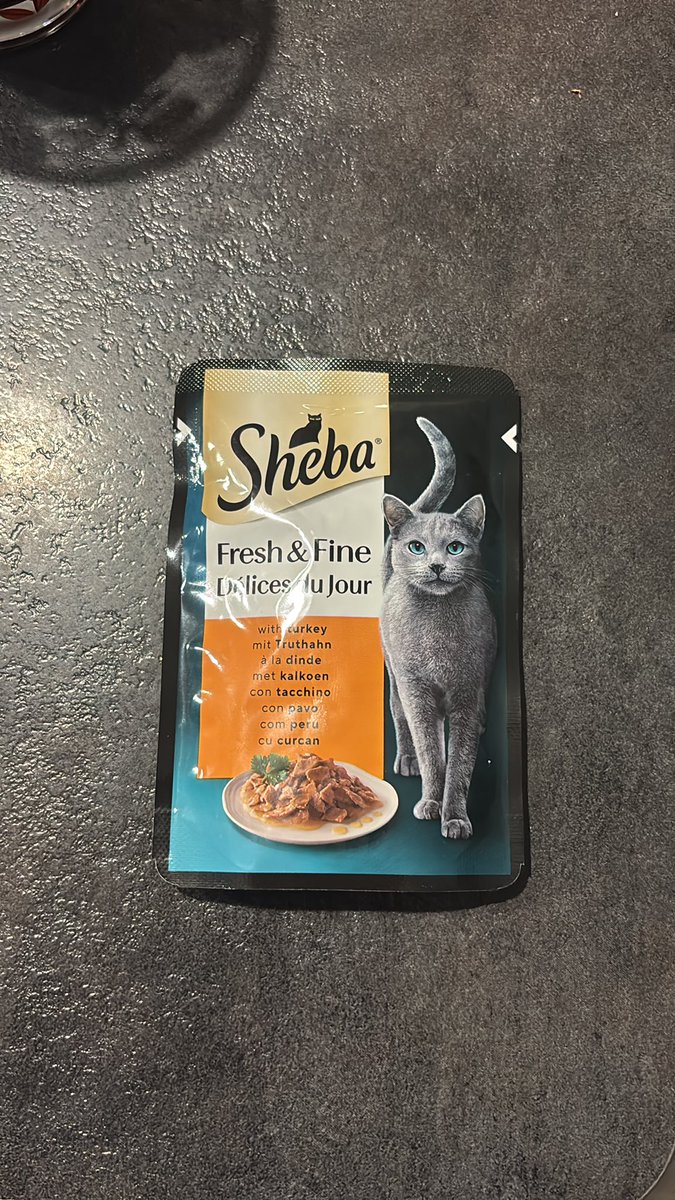 Sheba®
Fresh & Fine
Délices du Jour
with turkey
mit Truthahn
à la dinde
met kalkoen
con tacchino
con pavo
com peru
cu curcan